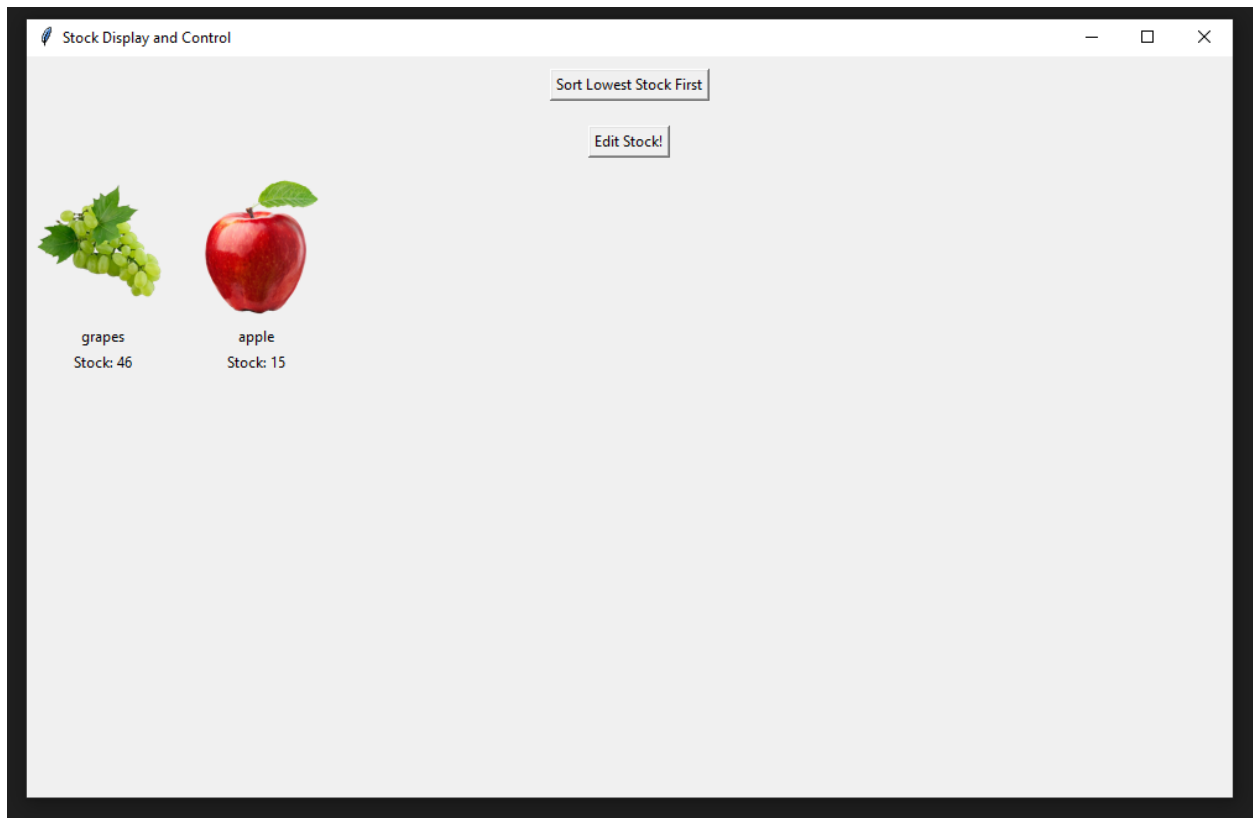 Stock Display and Control
Sort Lowest Stock First
Edit Stock!
grapes apple
Stock: 46 Stock: 15